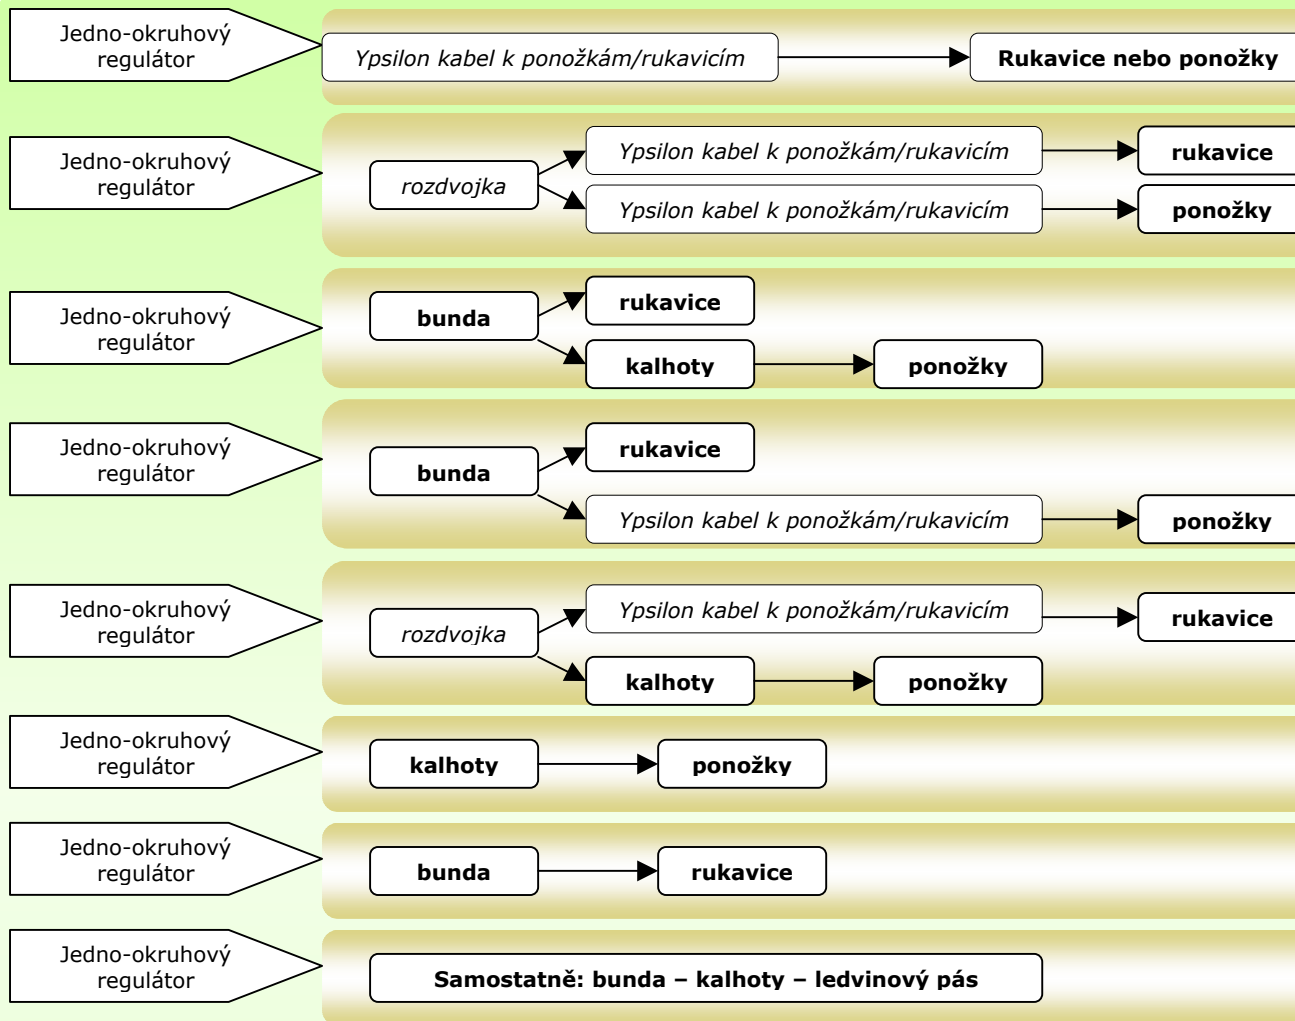 Jedno-okruhový
regulátor
Ypsilon kabel k ponožkám/rukavicím
Rukavice nebo ponožky
Jedno-okruhový
regulátor
rozdvojka
Ypsilon kabel k ponožkám/rukavicím
rukavice
Ypsilon kabel k ponožkám/rukavicím
ponožky
Jedno-okruhový
regulátor
bunda
rukavice
kalhoty
ponožky
Jedno-okruhový
regulátor
bunda
rukavice
Ypsilon kabel k ponožkám/rukavicím
ponožky
Jedno-okruhový
regulátor
rozdvojka
Ypsilon kabel k ponožkám/rukavicím
rukavice
kalhoty
ponožky
Jedno-okruhový
regulátor
kalhoty
ponožky
Jedno-okruhový
regulátor
bunda
rukavice
Jedno-okruhový
regulátor
Samostatně: bunda – kalhoty – ledvinový pás